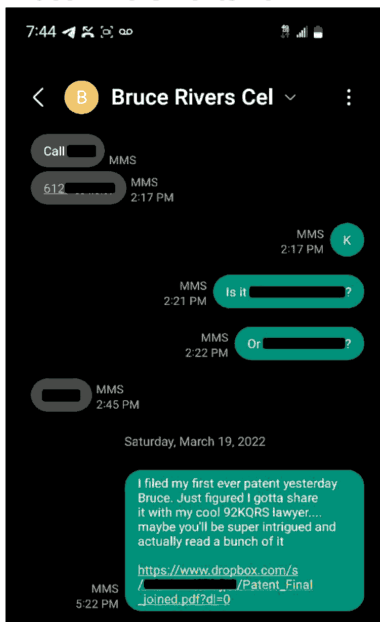 7:44
B Bruce Rivers Cel
Call
MMS
612
MMS
2:17 PM
MMS
2:17 PM
K
MMS
2:21 PM
Is it ?
MMS
2:22 PM
Or ?
MMS
2:45 PM
Saturday, March 19, 2022
I filed my first ever patent yesterday
Bruce. Just figured I gotta share
it with my cool 92KQRS lawyer....
maybe you'll be super intrigued and
actually read a bunch of it
https://www.dropbox.com/s
/ /Patent_Final
_joined.pdf?dl=0
MMS
5:22 PM